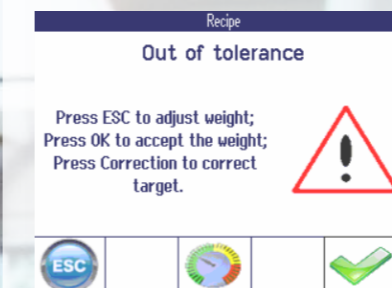 Recipe
Out of tolerance
Press ESC to adjust weight;
Press OK to accept the weight;
Press Correction to correct
target.
ESC